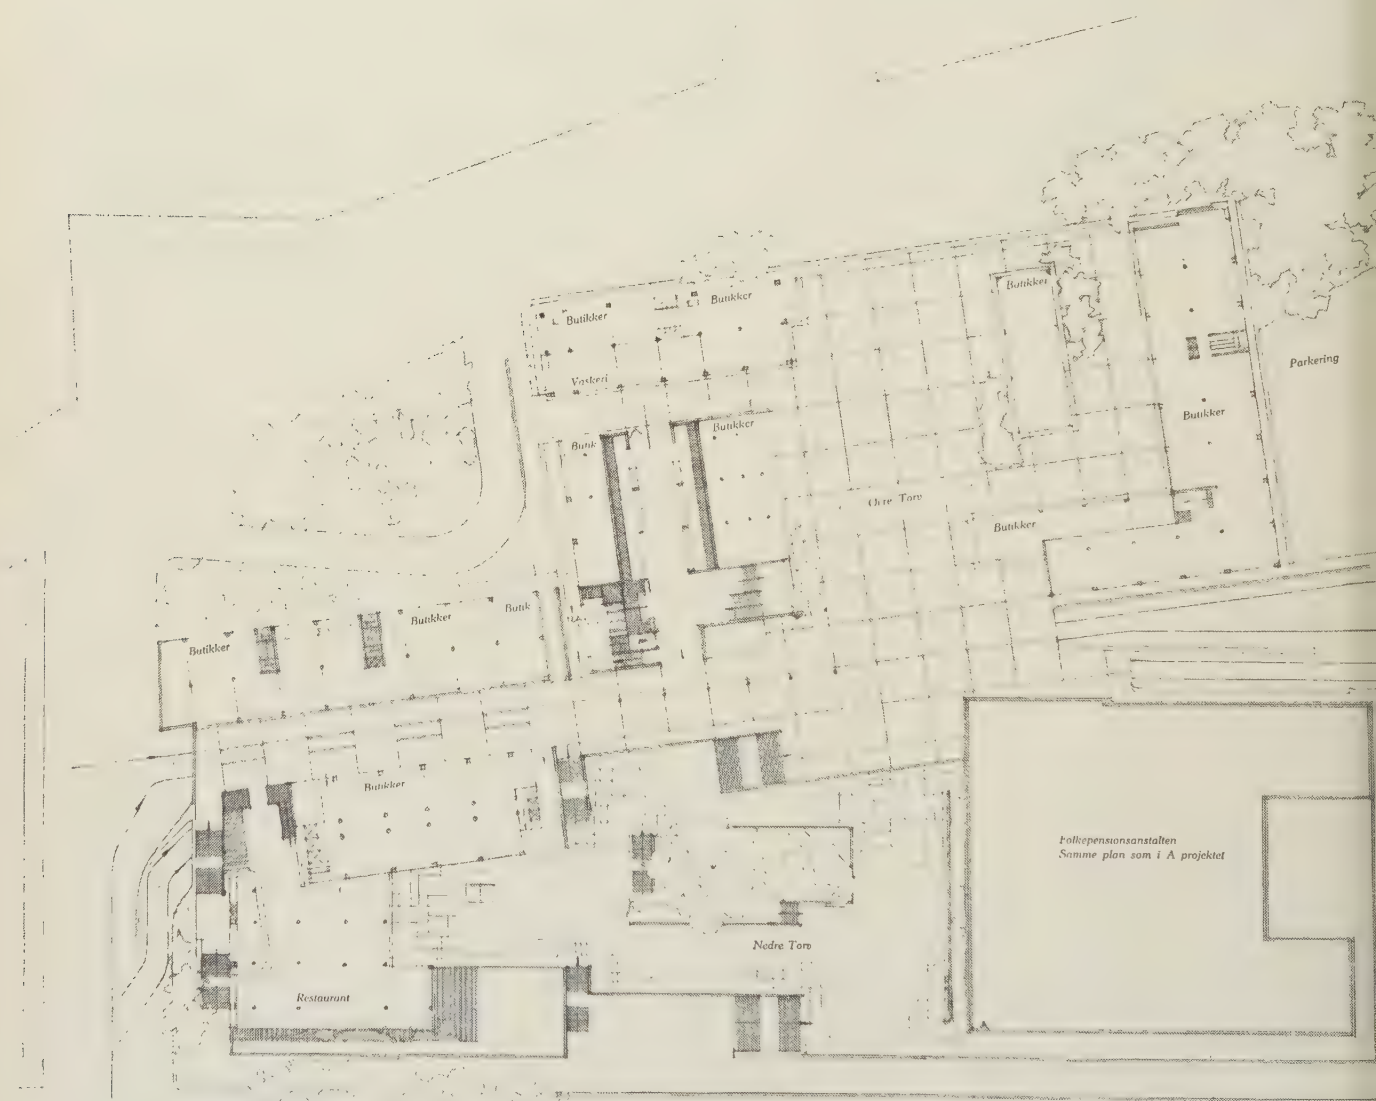 Butikker
Butikker
Butikker
Vaskeri
Parkering
Butikker
Butikker
Butik
Øvre Torv
Butikker
Butikker
Butik
Butikker
Butikker
Folkepensionsanstalten
Samme plan som i A projektet
Nedre Torv
Restaurant